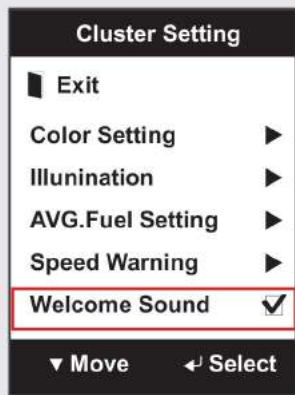 Cluster Setting
Exit
Color Setting
Illunination
AVG.Fuel Setting
Speed Warning
Welcome Sound
▼ Move ↵ Select